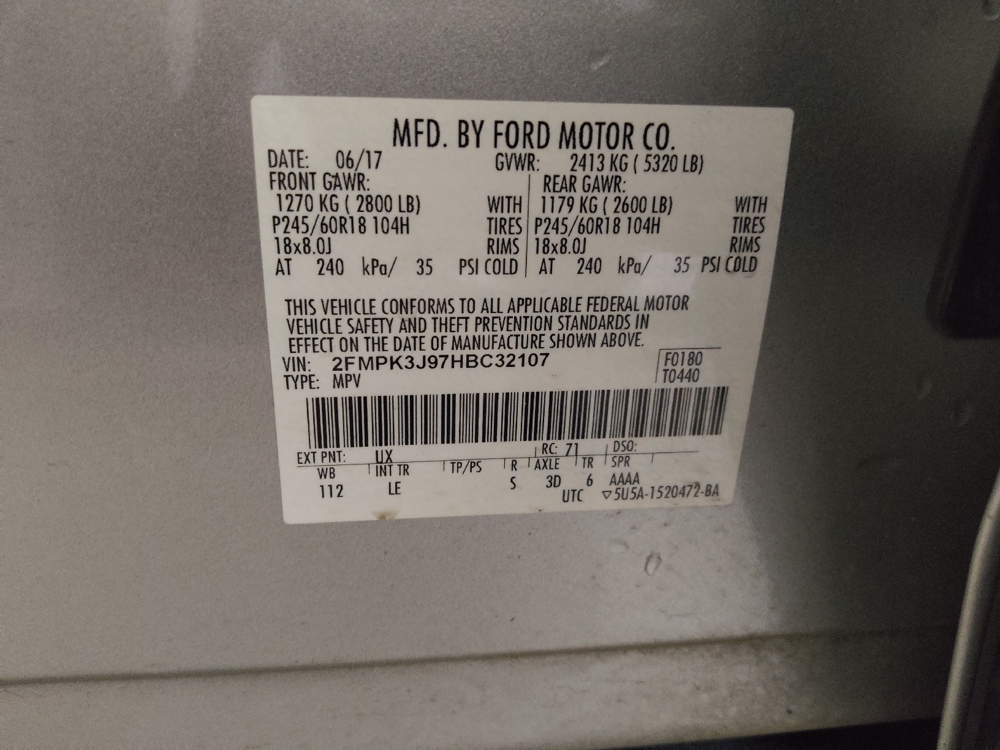 MFD. BY FORD MOTOR CO.
DATE: 06/17 GVWR: 2413 KG ( 5320 LB)
FRONT GAWR: REAR GAWR:
1270 KG ( 2800 LB) WITH 1179 KG ( 2600 LB) WITH
P245/60R18 104H TIRES P245/60R18 104H TIRES
18x8.0J RIMS 18x8.0J RIMS
AT 240 kPa/ 35 PSI COLD AT 240 kPa/ 35 PSI COLD
THIS VEHICLE CONFORMS TO ALL APPLICABLE FEDERAL MOTOR
VEHICLE SAFETY AND THEFT PREVENTION STANDARDS IN
EFFECT ON THE DATE OF MANUFACTURE SHOWN ABOVE.
VIN: 2FMPK3J97HBC32107 F0180
TYPE: MPV T0440
EXT PNT: UX RC: 71 DSO:
WB INT TR TP/PS R AXLE TR SPR
112 LE S 3D 6 AAAA
UTC ▽5U5A-1520472-BA